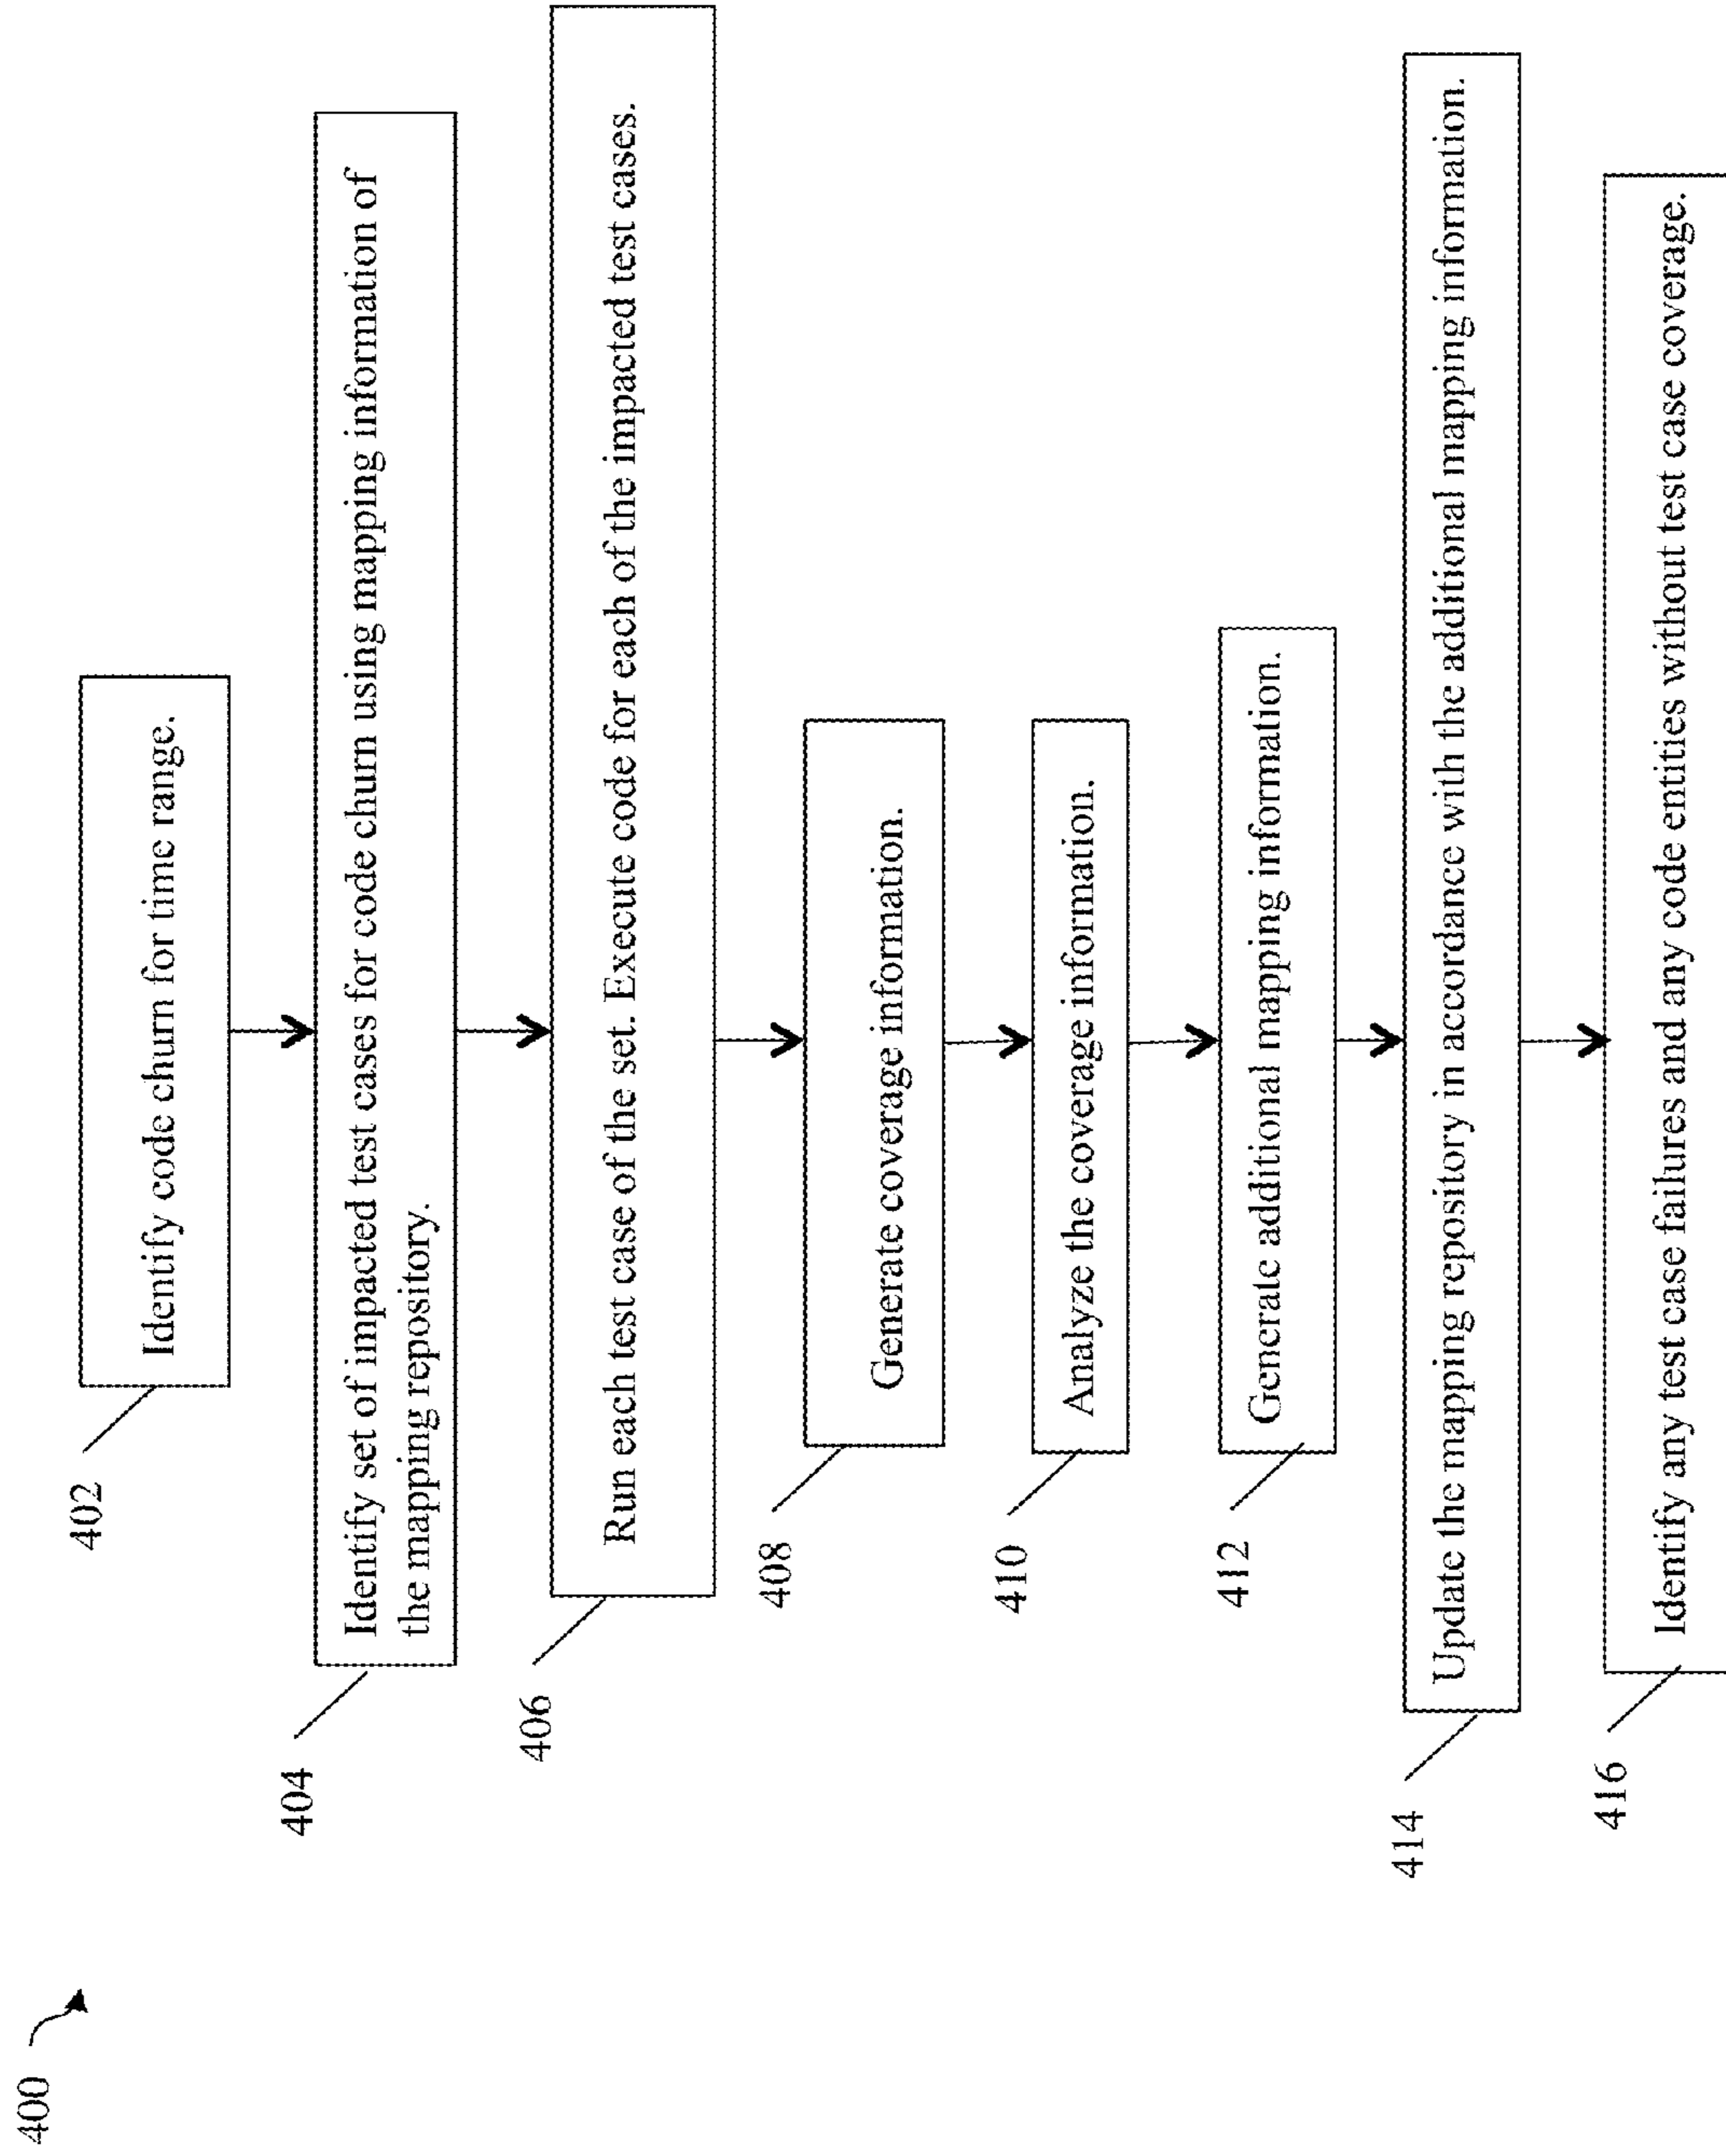 400
402
Identify code churn for time range.
404
Identify set of impacted test cases for code churn using mapping information of
the mapping repository.
406
Run each test case of the set. Execute code for each of the impacted test cases.
408
Generate coverage information.
410
Analyze the coverage information.
412
Generate additional mapping information.
414
Update the mapping repository in accordance with the additional mapping information.
416
Identify any test case failures and any code entities without test case coverage.